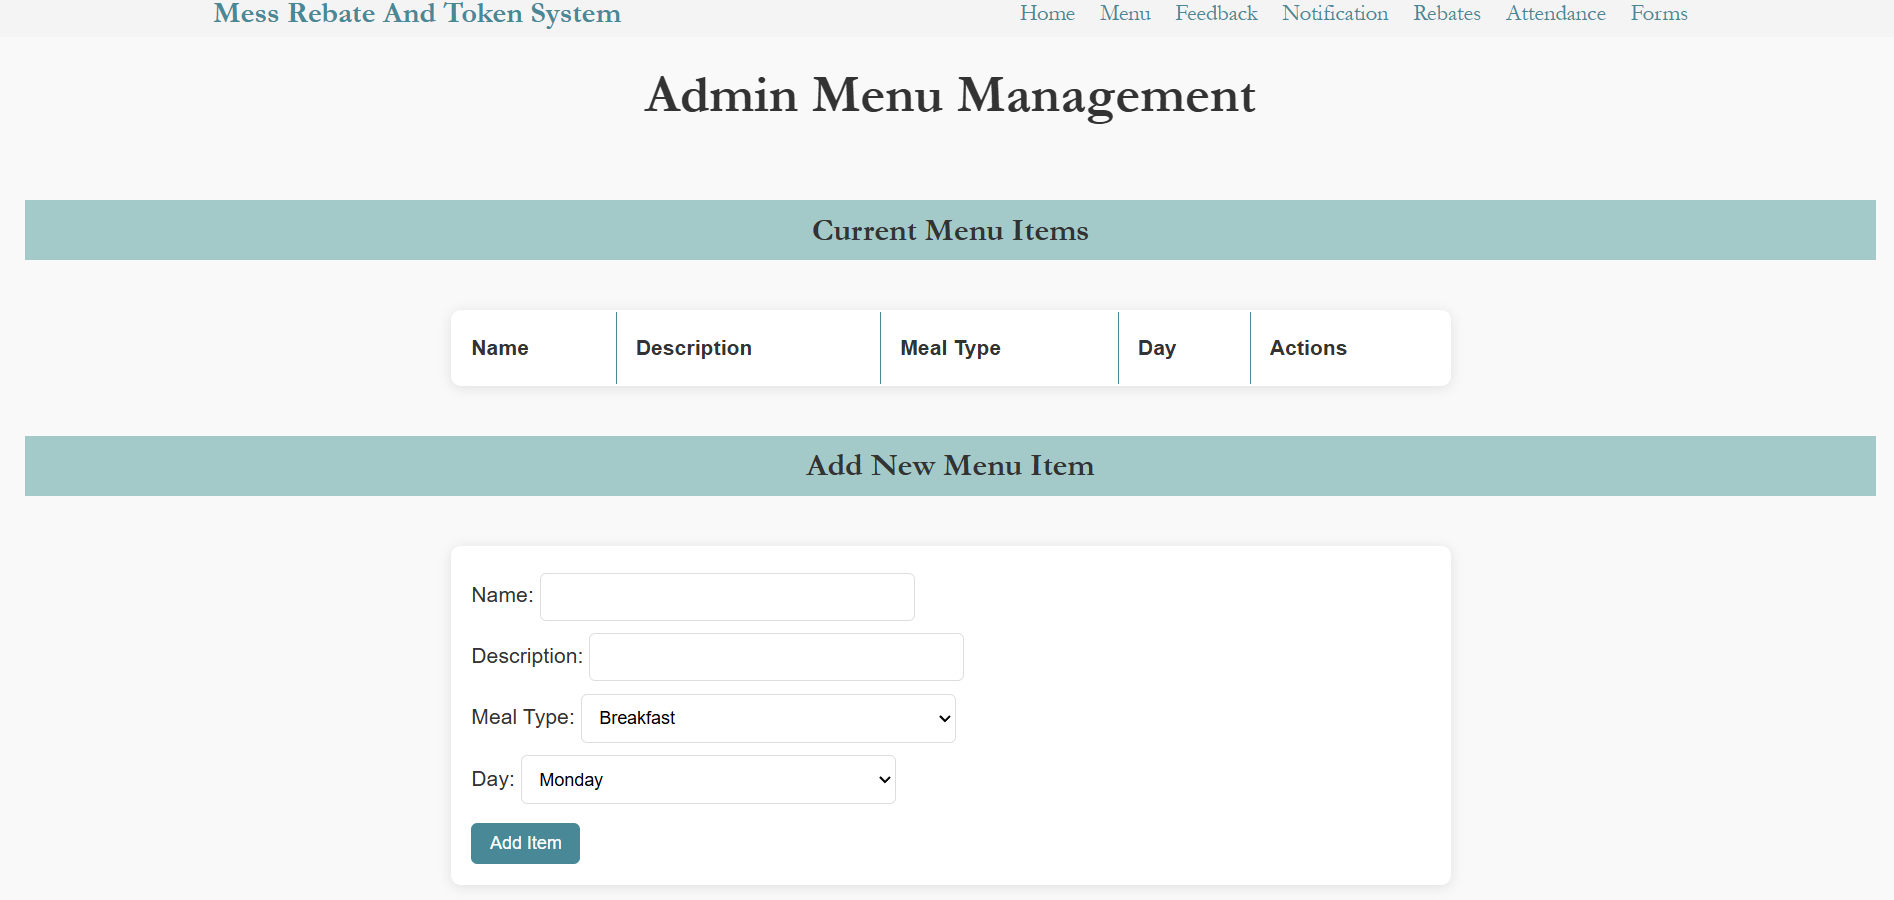 Mess Rebate And Token System Home Menu Feedback Notification Rebates Attendance Forms
Admin Menu Management
Current Menu Items
Name Description Meal Type Day Actions
Add New Menu Item
Name:
Description:
Meal Type: Breakfast
Day: Monday
Add Item